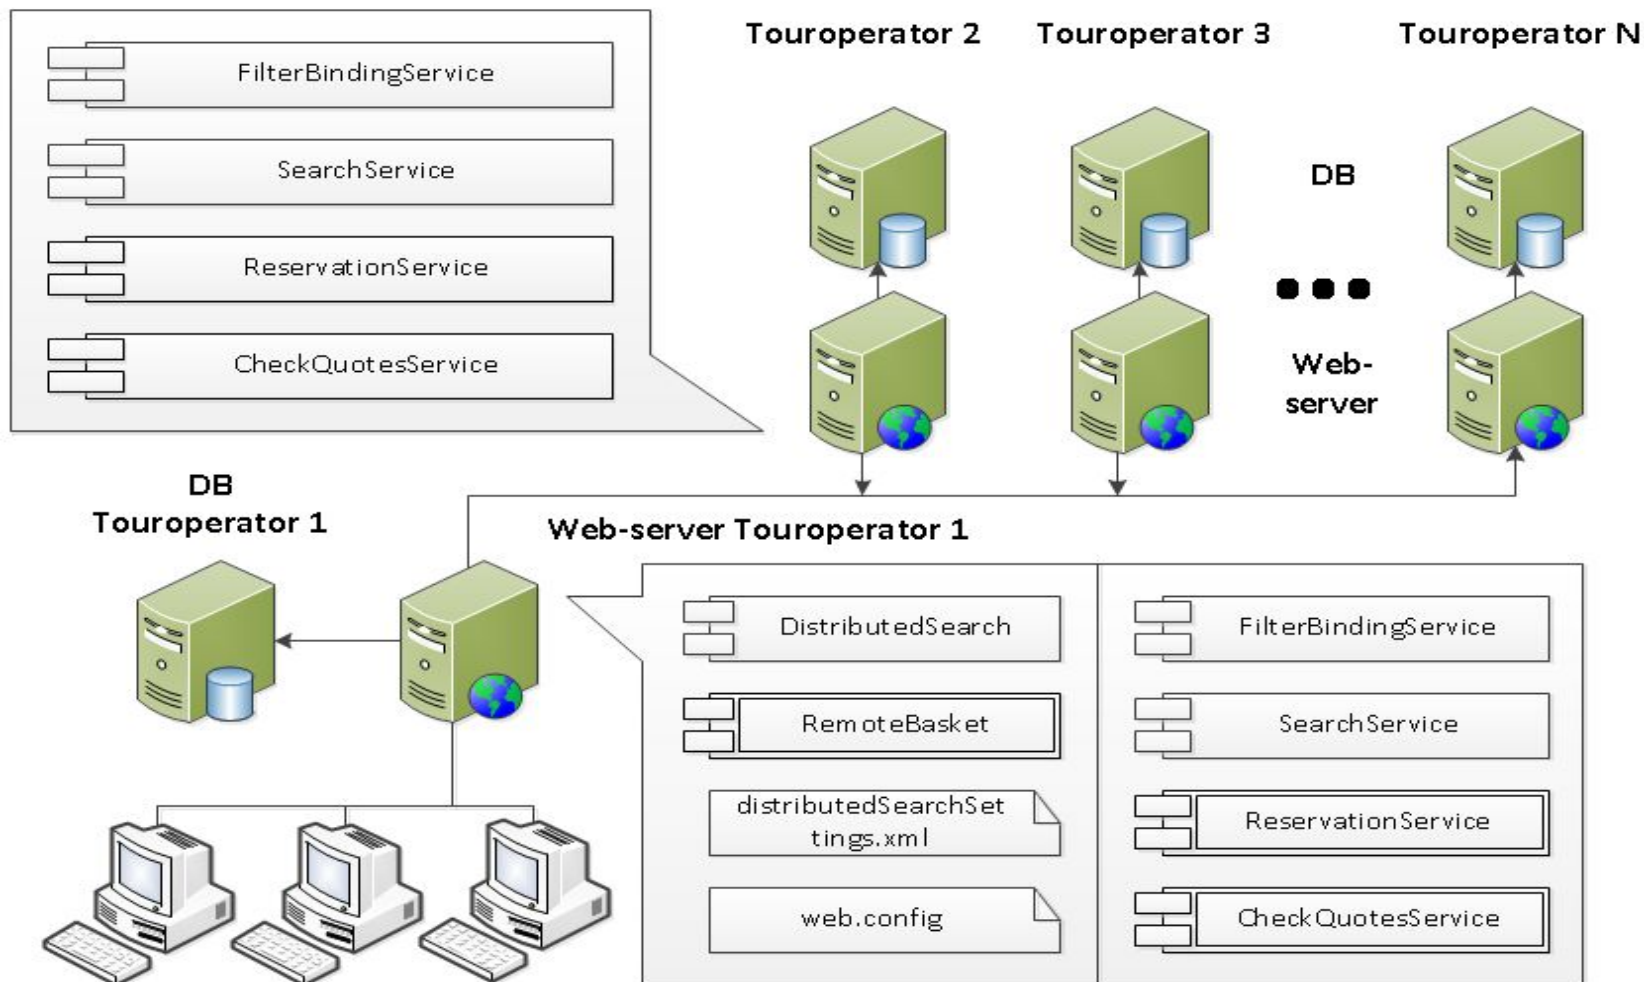 Touroperator 2
Touroperator 3
Touroperator N
FilterBindingService
SearchService
ReservationService
CheckQuotesService
DB
Web-
server
DB
Touroperator 1
Web-server Touroperator 1
DistributedSearch
RemoteBasket
distributedSearchSet
tings.xml
web.config
FilterBindingService
SearchService
ReservationService
CheckQuotesService